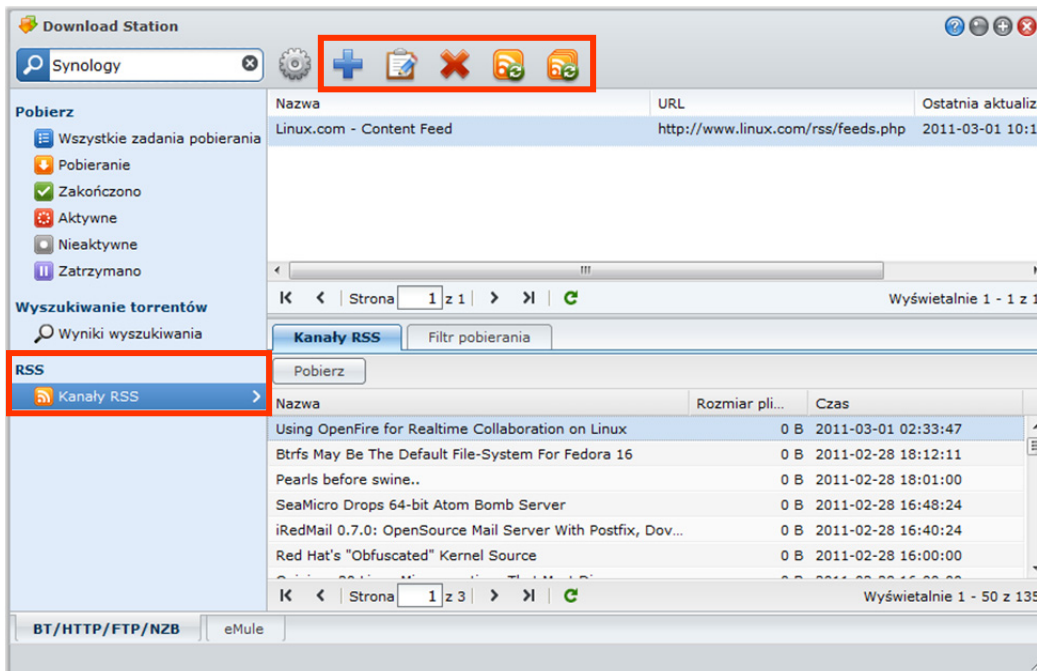 Download Station
Synology
Pobierz
Wszystkie zadania pobierania
Pobieranie
Zakończono
Aktywne
Nieaktywne
Zatrzymano
Wyszukiwanie torrentów
Wyniki wyszukiwania
RSS
Kanały RSS
Nazwa URL Ostatnia aktualiz
Linux.com - Content Feed http://www.linux.com/rss/feeds.php 2011-03-01 10:1
Strona 1 z 1 Wyświetalnie 1 - 1 z 1
Kanały RSS Filtr pobierania
Pobierz
Nazwa Rozmiar pli... Czas
Using OpenFire for Realtime Collaboration on Linux 0 B 2011-03-01 02:33:47
Btrfs May Be The Default File-System For Fedora 16 0 B 2011-02-28 18:12:11
Pearls before swine.. 0 B 2011-02-28 18:01:00
SeaMicro Drops 64-bit Atom Bomb Server 0 B 2011-02-28 16:48:24
iRedMail 0.7.0: OpenSource Mail Server With Postfix, Dov... 0 B 2011-02-28 16:40:24
Red Hat's "Obfuscated" Kernel Source 0 B 2011-02-28 16:00:00
Strona 1 z 3 Wyświetalnie 1 - 50 z 135
BT/HTTP/FTP/NZB eMule